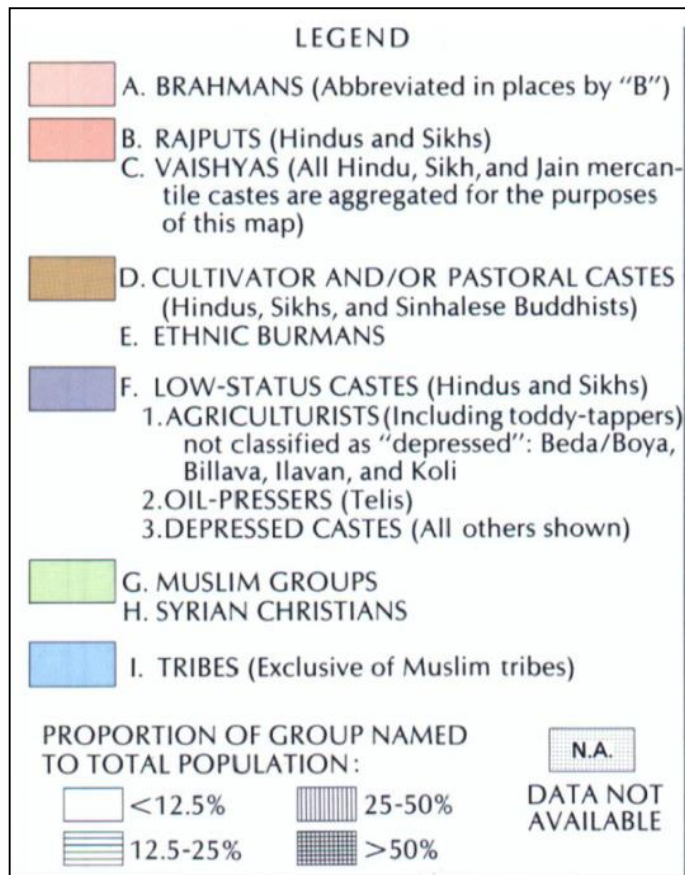 LEGEND
A. BRAHMANS (Abbreviated in places by "B")
B. RAJPUTS (Hindus and Sikhs)
C. VAISHYAS (All Hindu, Sikh, and Jain mercan-
tile castes are aggregated for the purposes
of this map)
D. CULTIVATOR AND/OR PASTORAL CASTES
(Hindus, Sikhs, and Sinhalese Buddhists)
E. ETHNIC BURMANS
F. LOW-STATUS CASTES (Hindus and Sikhs)
1.AGRICULTURISTS (Including toddy-tappers)
not classified as "depressed": Beda/Boya,
Billava, Ilavan, and Koli
2.OIL-PRESSERS (Telis)
3.DEPRESSED CASTES (All others shown)
G. MUSLIM GROUPS
H. SYRIAN CHRISTIANS
I. TRIBES (Exclusive of Muslim tribes)
PROPORTION OF GROUP NAMED
TO TOTAL POPULATION:
<12.5%
25-50%
12.5-25%
>50%
N.A.
DATA NOT
AVAILABLE